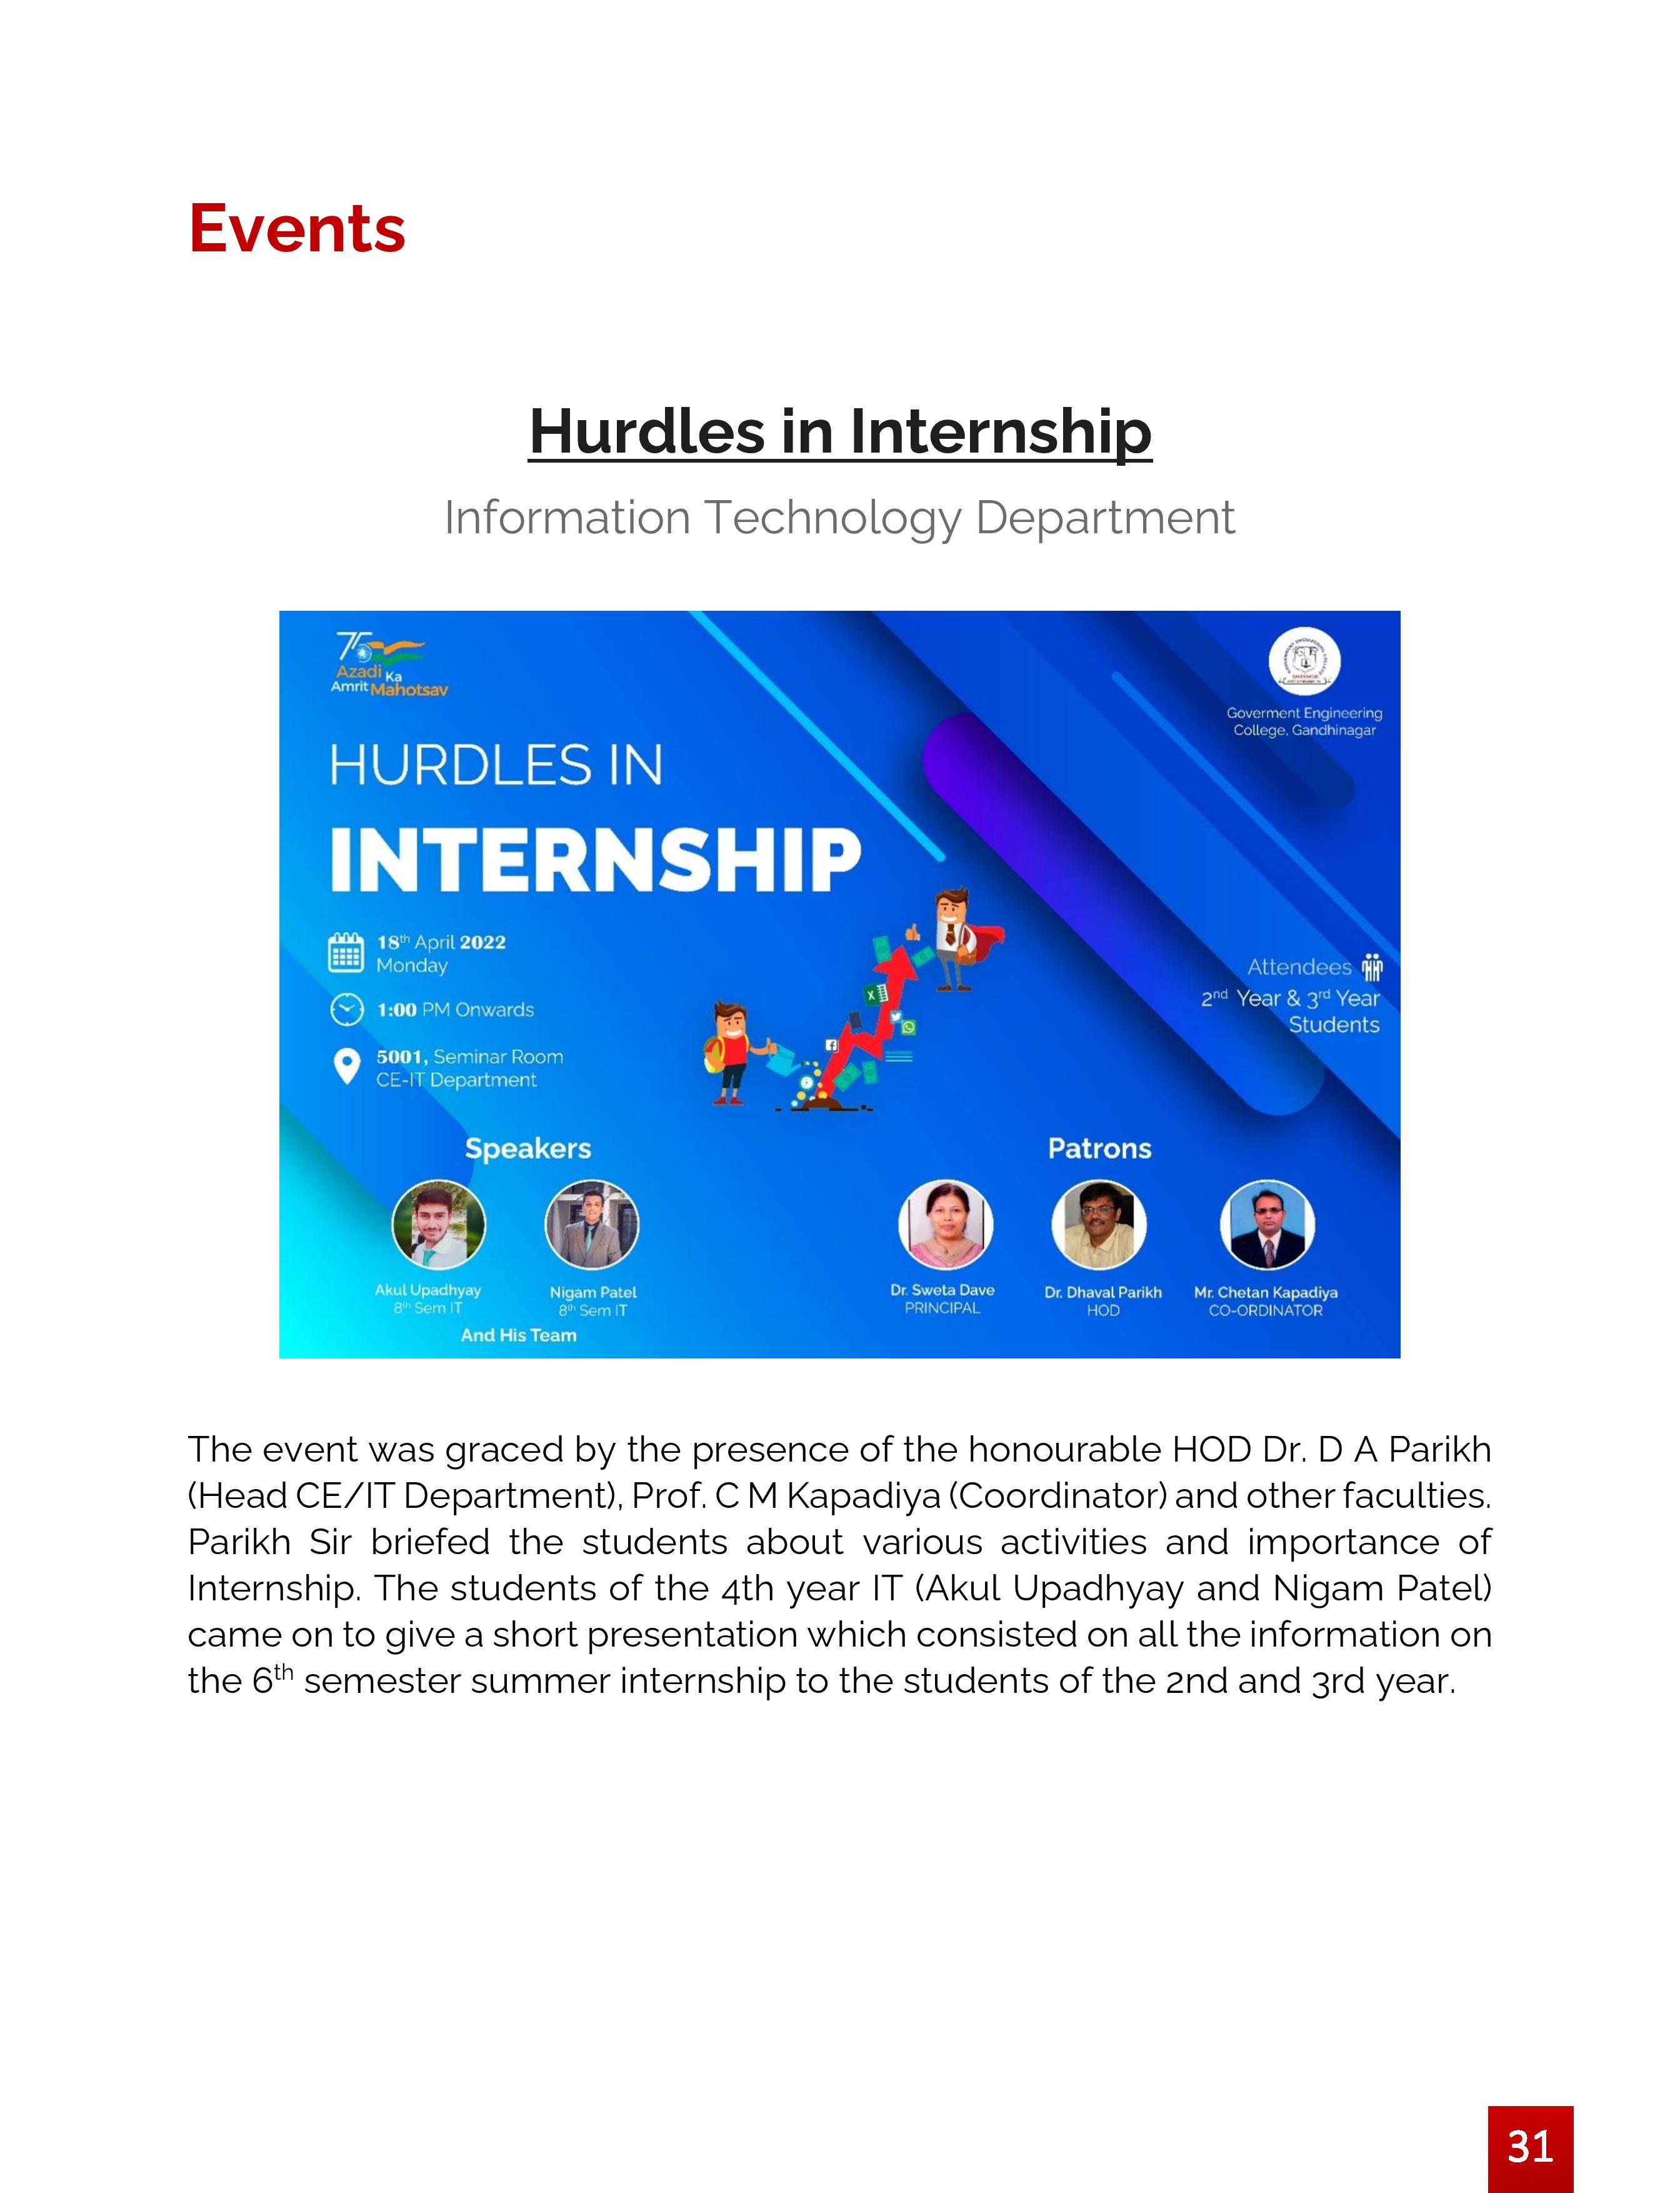 Events
Hurdles in Internship
Information Technology Department
75
Azadi Ka
Amrit Mahotsav
Goverment Engineering
College, Gandhinagar
HURDLES IN
INTERNSHIP
18th April 2022
Monday
1:00 PM Onwards
5001, Seminar Room
CE-IT Department
Attendees
2nd Year & 3rd Year
Students
Speakers
Akul Upadhyay
8th Sem IT
Nigam Patel
8th Sem IT
And His Team
Patrons
Dr. Sweta Dave
PRINCIPAL
Dr. Dhaval Parikh
HOD
Mr. Chetan Kapadiya
CO-ORDINATOR
The event was graced by the presence of the honourable HOD Dr. D A Parikh
(Head CE/IT Department), Prof. C M Kapadiya (Coordinator) and other faculties.
Parikh Sir briefed the students about various activities and importance of
Internship. The students of the 4th year IT (Akul Upadhyay and Nigam Patel)
came on to give a short presentation which consisted on all the information on
the 6th semester summer internship to the students of the 2nd and 3rd year.
31